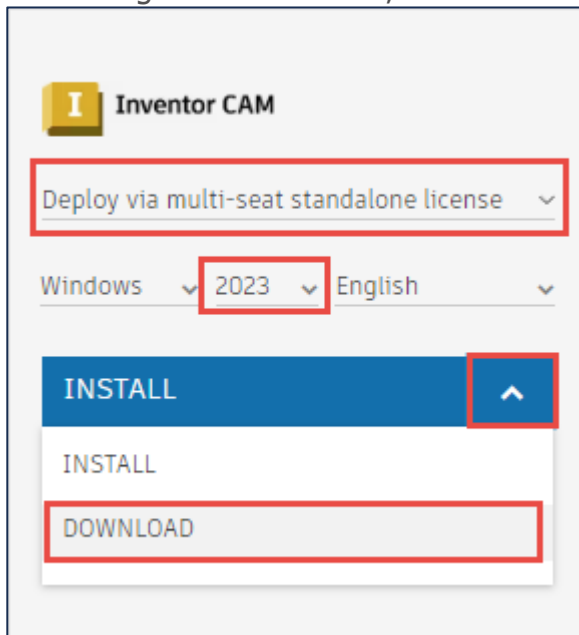 I Inventor CAM
Deploy via multi-seat standalone license
Windows 2023 English
INSTALL
INSTALL
DOWNLOAD